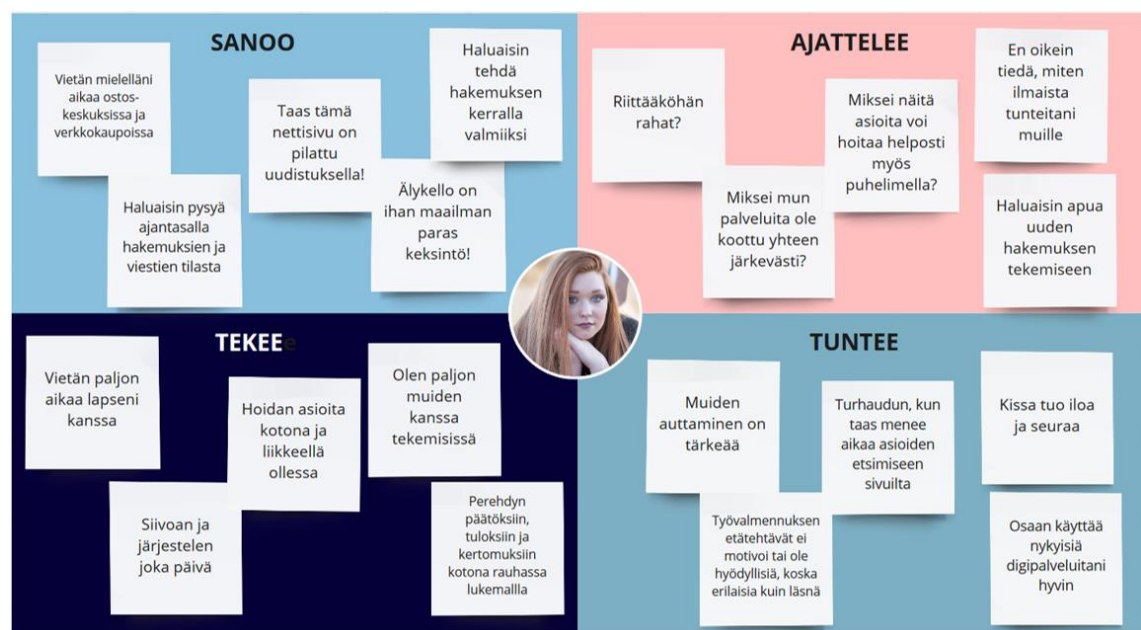 SANOO
Vietän mielelläni
aikaa ostos-
keskuksissa ja
verkkokaupoissa
Taas tämä
nettisivu on
pilattu
uudistuksella!
Haluaisin
tehdä
hakemuksen
kerralla
valmiiksi
Haluaisin pysyä
ajantasalla
hakemuksien ja
viestien tilasta
Älykello on
ihan maailman
paras
keksintö!
AJATTELEE
Riittääköhän
rahat?
Miksei näitä
asioita voi
hoitaa helposti
myös
puhelimella?
En oikein
tiedä, miten
ilmaista
tunteitani
muille
Miksei mun
palveluita ole
koottu yhteen
järkevästi?
Haluaisin apua
uuden
hakemuksen
tekemiseen
TEKEEe
Vietän paljon
aikaa lapseni
kanssa
Hoidan asioita
kotona ja
liikkeellä
ollessa
Olen paljon
muiden
kanssa
tekemisissä
Siivoan ja
järjestelen
joka päivä
Perehdyn
päätöksiin,
tuloksiin ja
kertomuksiin
kotona rauhassa
lukemallla
TUNTEE
Muiden
auttaminen on
tärkeää
Turhaudun, kun
taas menee
aikaa asioiden
etsimiseen
sivuilta
Kissa tuo iloa
ja seuraa
Työvalmennuksen
etätehtävät ei
motivoi tai ole
hyödyllisiä, koska
erilaisia kuin läsnä
Osaan käyttää
nykyisiä
digipalveluitani
hyvin